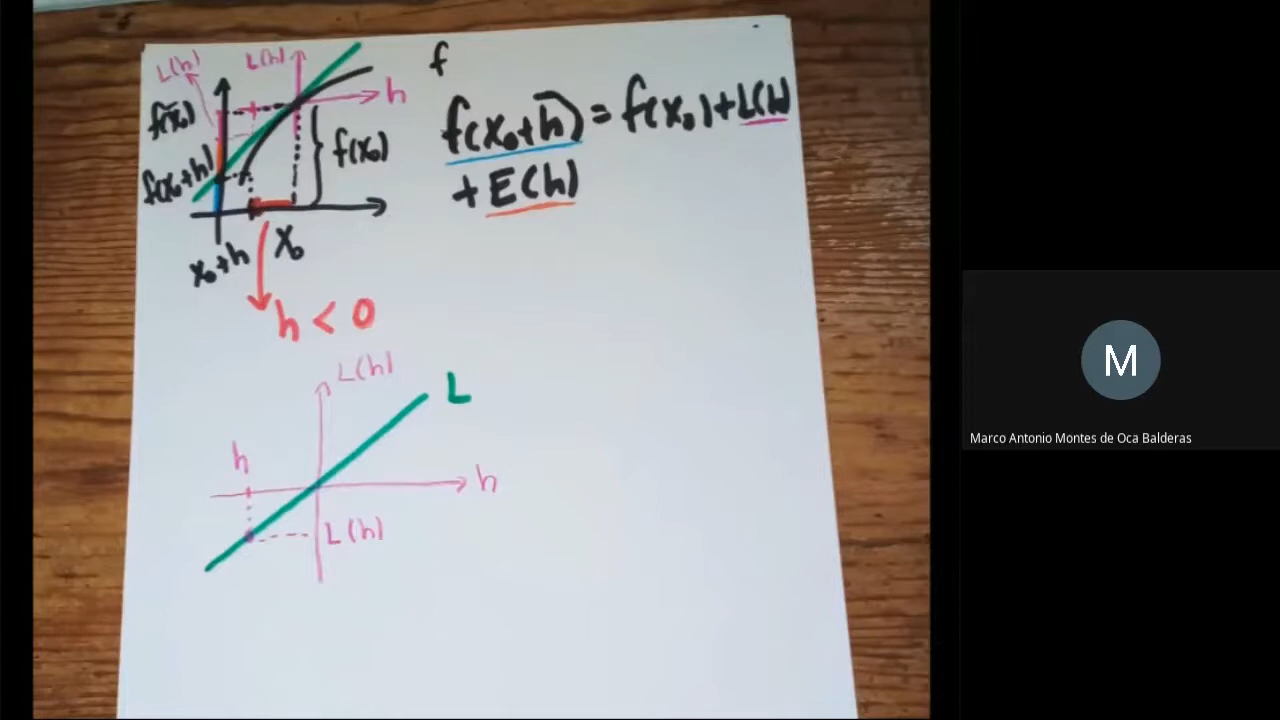 L(h)
L(h)
h
f(x₀)
f(x₀+h)
f(x₀)
x₀+h
x₀
h < 0
f
f(x₀+h) = f(x₀)+L(h)
+ E(h)
L(h)
L
h
h
L(h)
M
Marco Antonio Montes de Oca Balderas